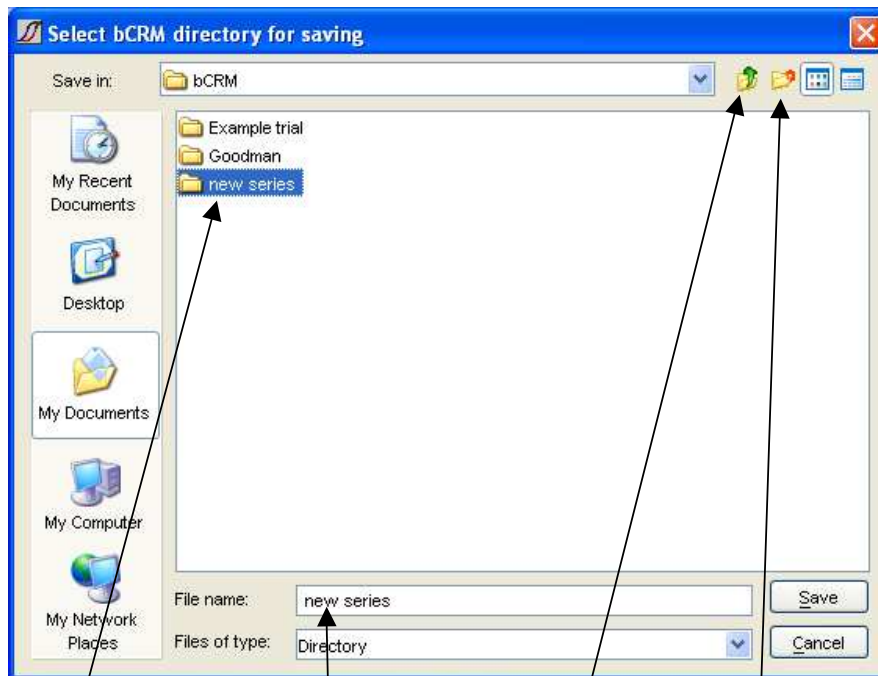 Select bCRM directory for saving
Save in:
bCRM
My Recent
Documents
Desktop
My Documents
My Computer
My Network
Places
Example trial
Goodman
new series
File name:
new series
Save
Files of type:
Directory
Cancel